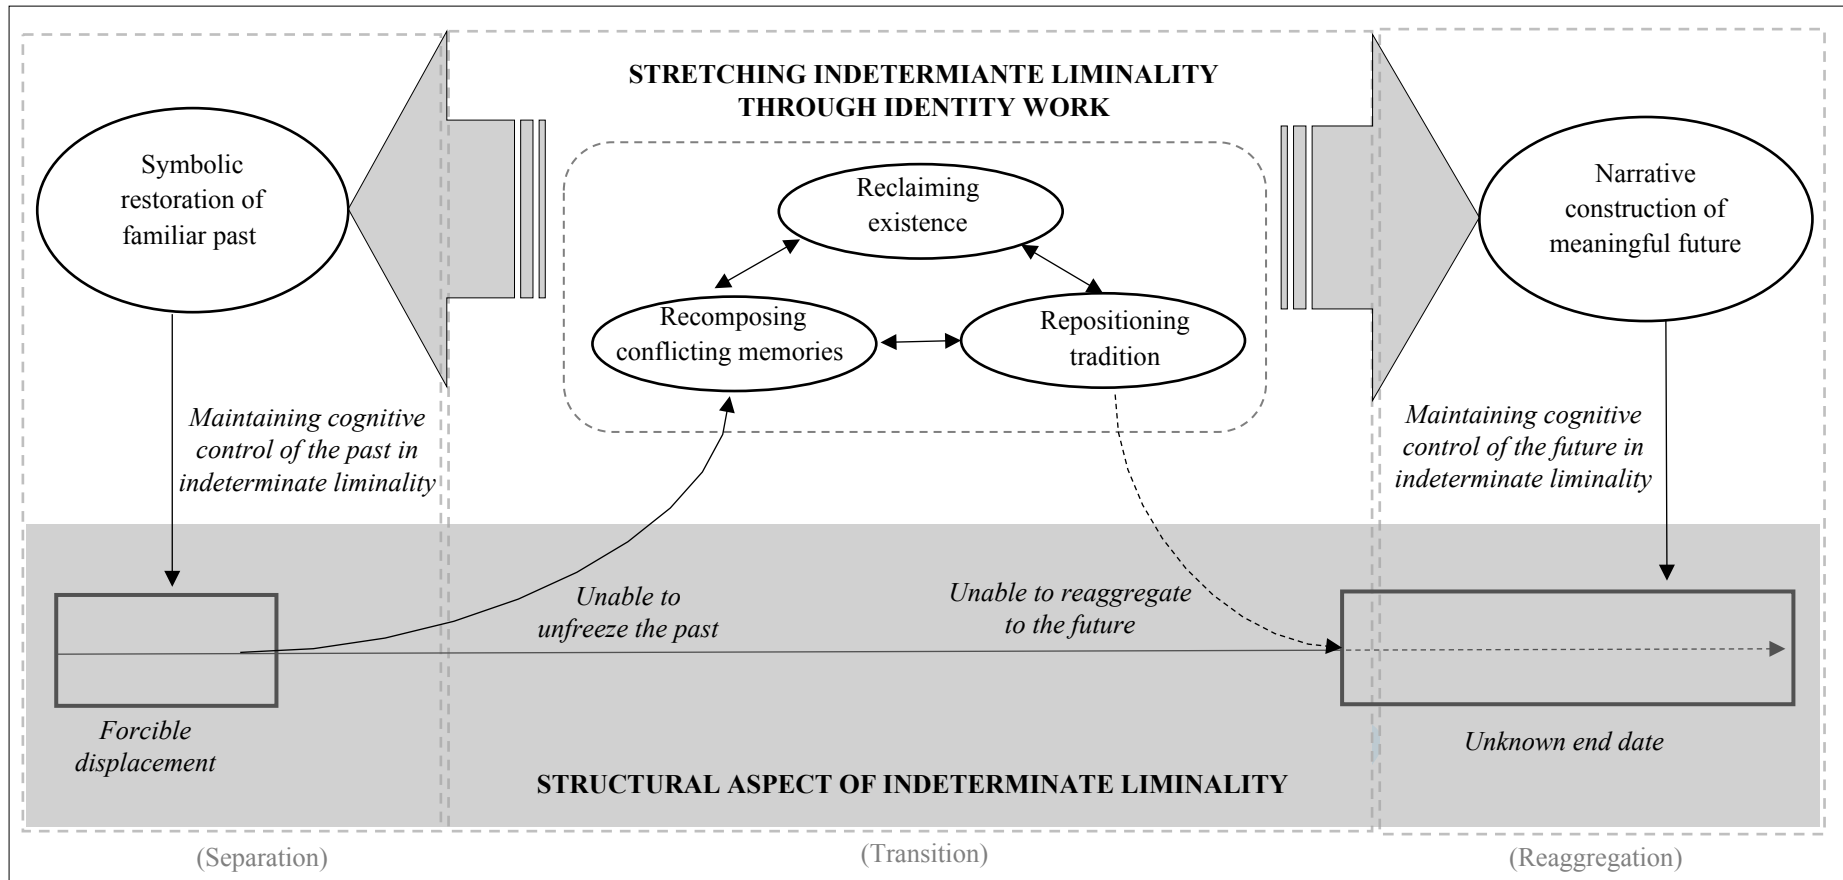 STRETCHING INDETERMIANTE LIMINALITY
THROUGH IDENTITY WORK
Symbolic
restoration of
familiar past
Reclaiming
existence
Recomposing
conflicting memories
Repositioning
tradition
Narrative
construction of
meaningful future
Maintaining cognitive
control of the past in
indeterminate liminality
Maintaining cognitive
control of the future in
indeterminate liminality
Unable to
unfreeze the past
Unable to reaggregate
to the future
Forcible
displacement
Unknown end date
STRUCTURAL ASPECT OF INDETERMINATE LIMINALITY
(Separation)
(Transition)
(Reaggregation)